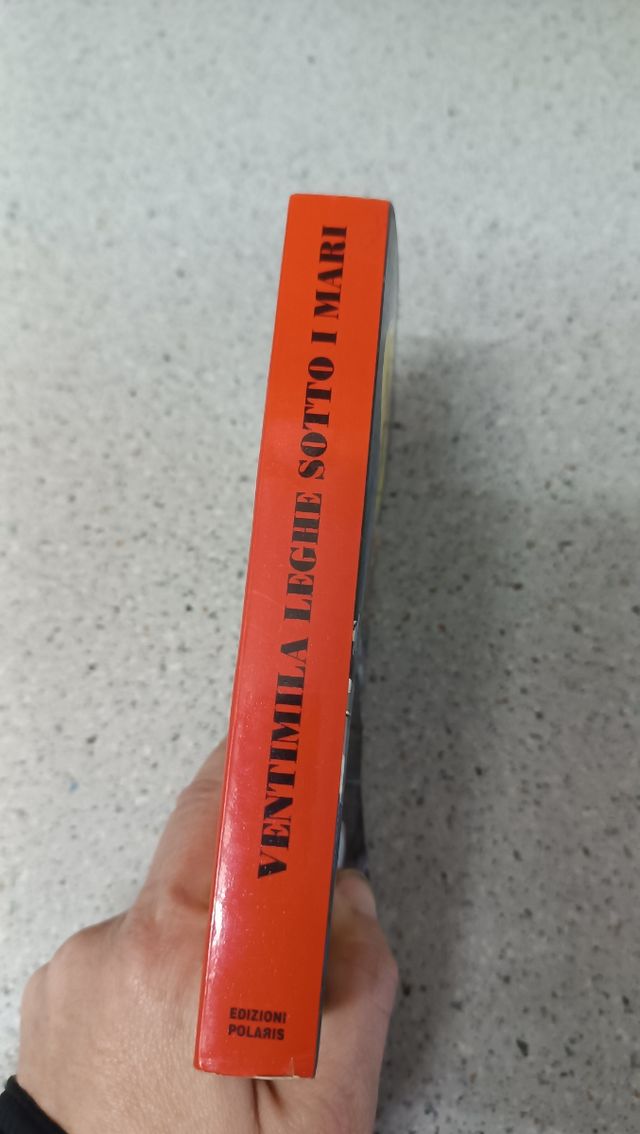 VENTIMILA LEGHE SOTTO I MARI
EDIZIONI
POLARIS